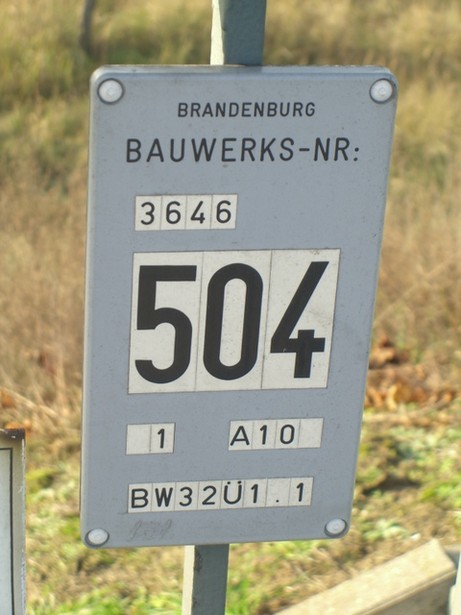 BRANDENBURG
BAUWERKS-NR:
3646
504
1 A10
BW32Ü1.1